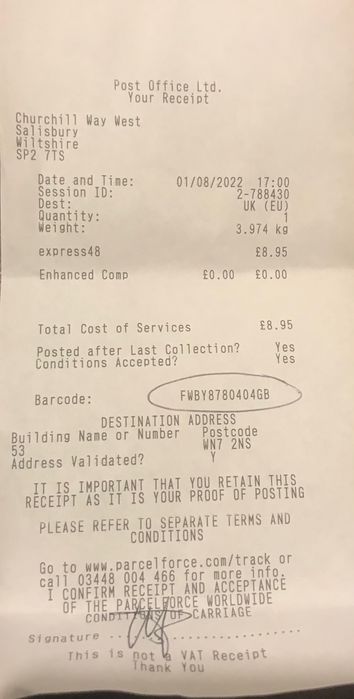 Post Office Ltd.
Your Receipt
Churchill Way West
Salisbury
Wiltshire
SP2 7TS
Date and Time: 01/08/2022 17:00
Session ID: 2-788430
Dest: UK (EU)
Quantity: 1
Weight: 3.974 kg
express48 £8.95
Enhanced Comp £0.00 £0.00
Total Cost of Services £8.95
Posted after Last Collection? Yes
Conditions Accepted? Yes
Barcode: FWBY8780404GB
DESTINATION ADDRESS
Building Name or Number Postcode
53 WN7 2NS
Address Validated? Y
IT IS IMPORTANT THAT YOU RETAIN THIS
RECEIPT AS IT IS YOUR PROOF OF POSTING
PLEASE REFER TO SEPARATE TERMS AND
CONDITIONS
Go to www.parcelforce.com/track or
call 03448 004 466 for more info.
I CONFIRM RECEIPT AND ACCEPTANCE
OF THE PARCELFORCE WORLDWIDE
CONDITIONS OF CARRIAGE
Signature ..............................
This is not a VAT Receipt
Thank You